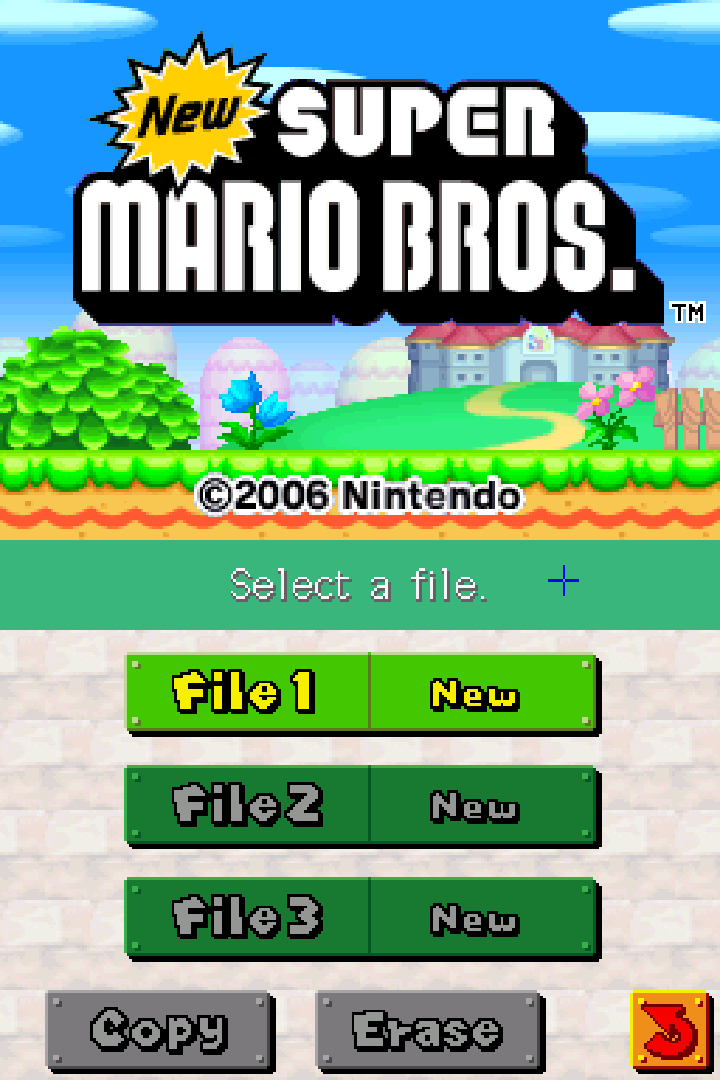 New SUPER
MARIO BROS.
TM
©2006 Nintendo
Select a file.
File 1 New
File 2 New
File 3 New
Copy Erase